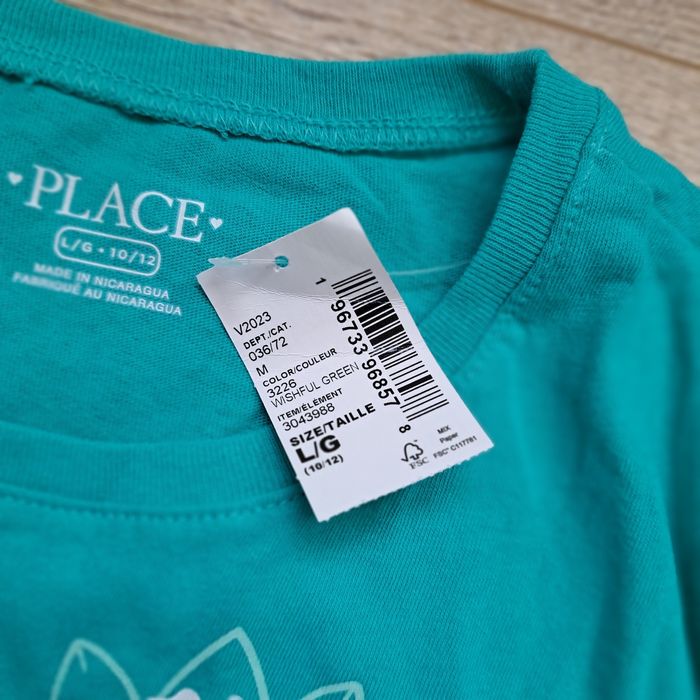 ♥PLACE♥
L/G • 10/12
MADE IN NICARAGUA
FABRIQUÉ AU NICARAGUA
V2023
DEPT./CAT.
036/72
M
COLOR/COULEUR
3226
WISHFUL GREEN
ITEM/ÉLÉMENT
3043988
SIZE/TAILLE
L/G
(10/12)
1 96733 96857 8
FSC
MIX
Paper
FSC® C117781